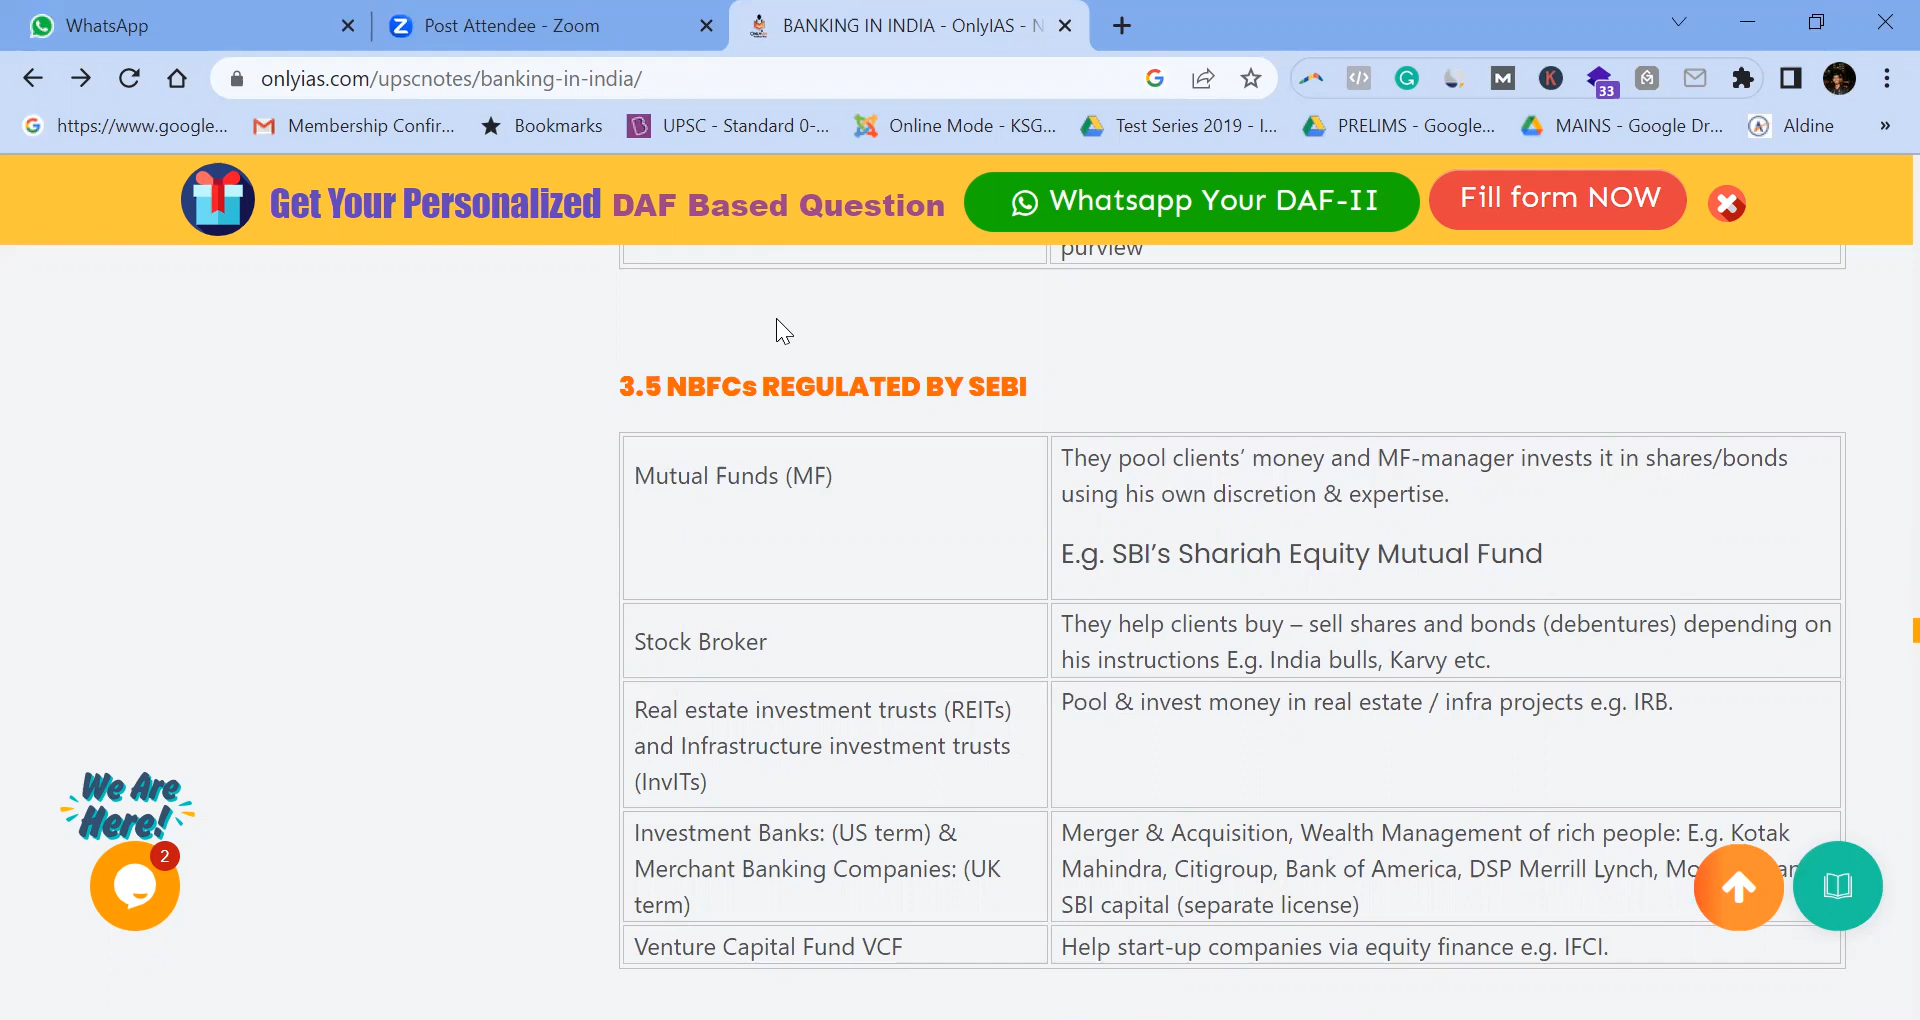 WhatsApp
Post Attendee - Zoom
BANKING IN INDIA - OnlyIAS - N
onlyias.com/upscnotes/banking-in-india/
33
https://www.google...
Membership Confir...
Bookmarks
UPSC - Standard 0-...
Online Mode - KSG...
Test Series 2019 - I...
PRELIMS - Google...
MAINS - Google Dr...
Aldine
»
Get Your Personalized DAF Based Question
Whatsapp Your DAF-II
Fill form NOW
purview
3.5 NBFCs REGULATED BY SEBI
Mutual Funds (MF)
They pool clients’ money and MF-manager invests it in shares/bonds
using his own discretion & expertise.
E.g. SBI’s Shariah Equity Mutual Fund
Stock Broker
They help clients buy – sell shares and bonds (debentures) depending on
his instructions E.g. India bulls, Karvy etc.
Real estate investment trusts (REITs)
and Infrastructure investment trusts
(InvITs)
Pool & invest money in real estate / infra projects e.g. IRB.
Investment Banks: (US term) &
Merchant Banking Companies: (UK
term)
Merger & Acquisition, Wealth Management of rich people: E.g. Kotak
Mahindra, Citigroup, Bank of America, DSP Merrill Lynch,
SBI capital (separate license)
Venture Capital Fund VCF
Help start-up companies via equity finance e.g. IFCI.
We Are
Here!
2